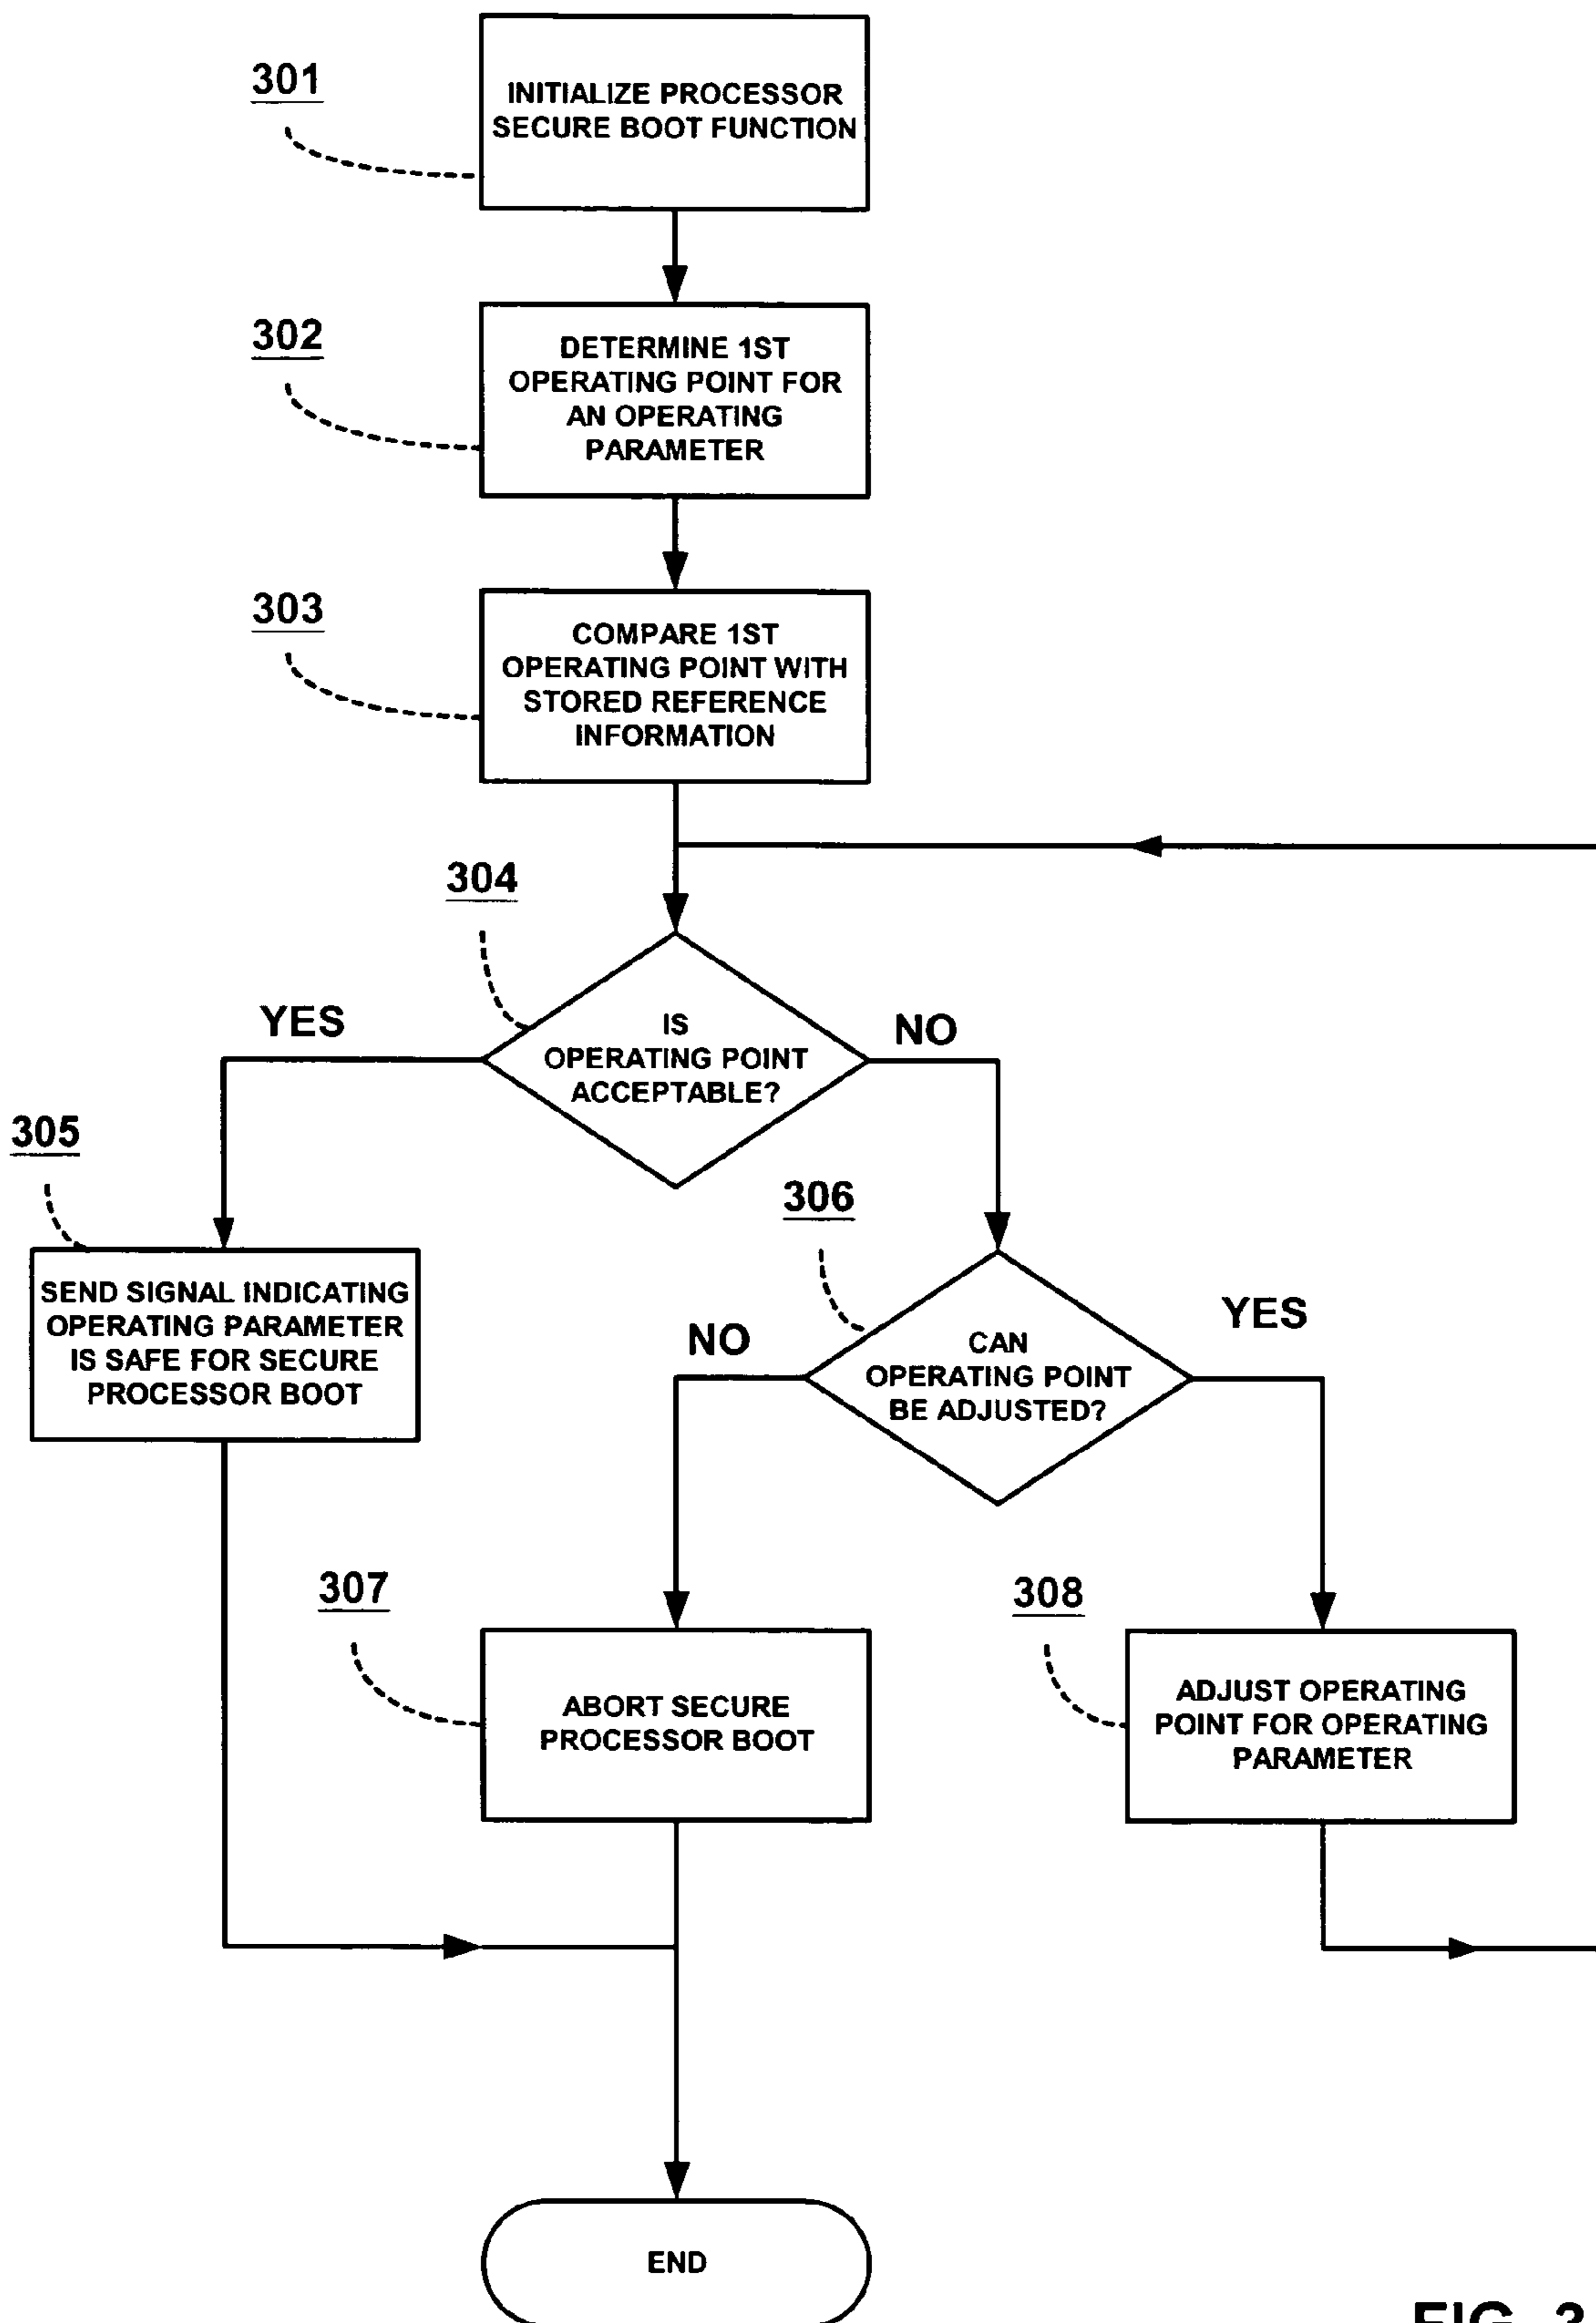 301
INITIALIZE PROCESSOR
SECURE BOOT FUNCTION
302
DETERMINE 1ST
OPERATING POINT FOR
AN OPERATING
PARAMETER
303
COMPARE 1ST
OPERATING POINT WITH
STORED REFERENCE
INFORMATION
304
IS
OPERATING POINT
ACCEPTABLE?
YES
NO
305
SEND SIGNAL INDICATING
OPERATING PARAMETER
IS SAFE FOR SECURE
PROCESSOR BOOT
306
CAN
OPERATING POINT
BE ADJUSTED?
NO
YES
307
ABORT SECURE
PROCESSOR BOOT
308
ADJUST OPERATING
POINT FOR OPERATING
PARAMETER
END
FIG. 3